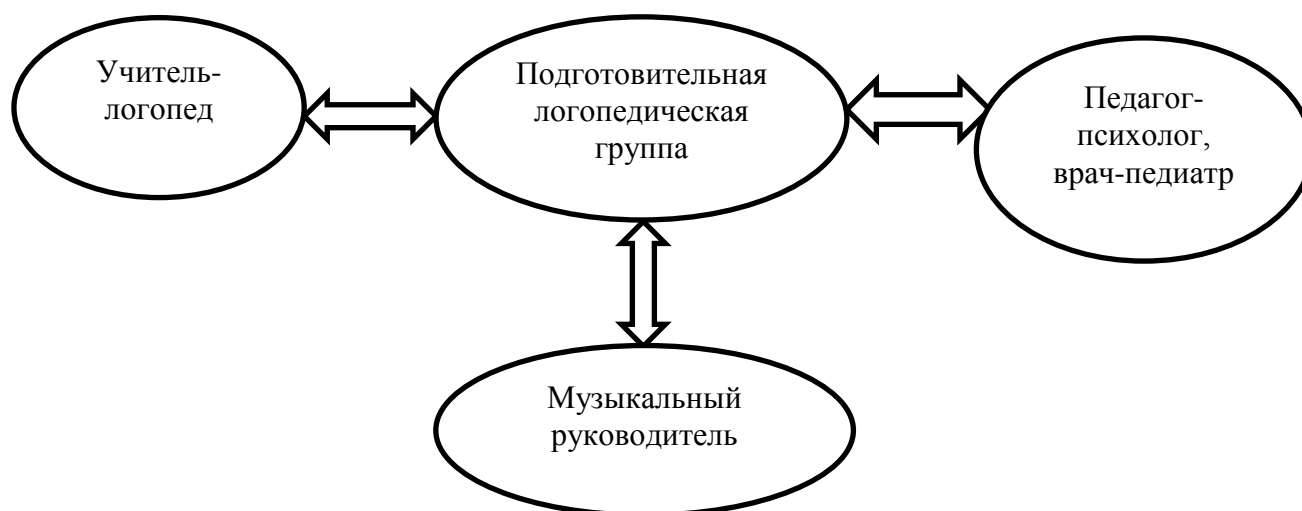 Учитель-
логопед
Подготовительная
логопедическая
группа
Педагог-
психолог,
врач-педиатр
Музыкальный
руководитель